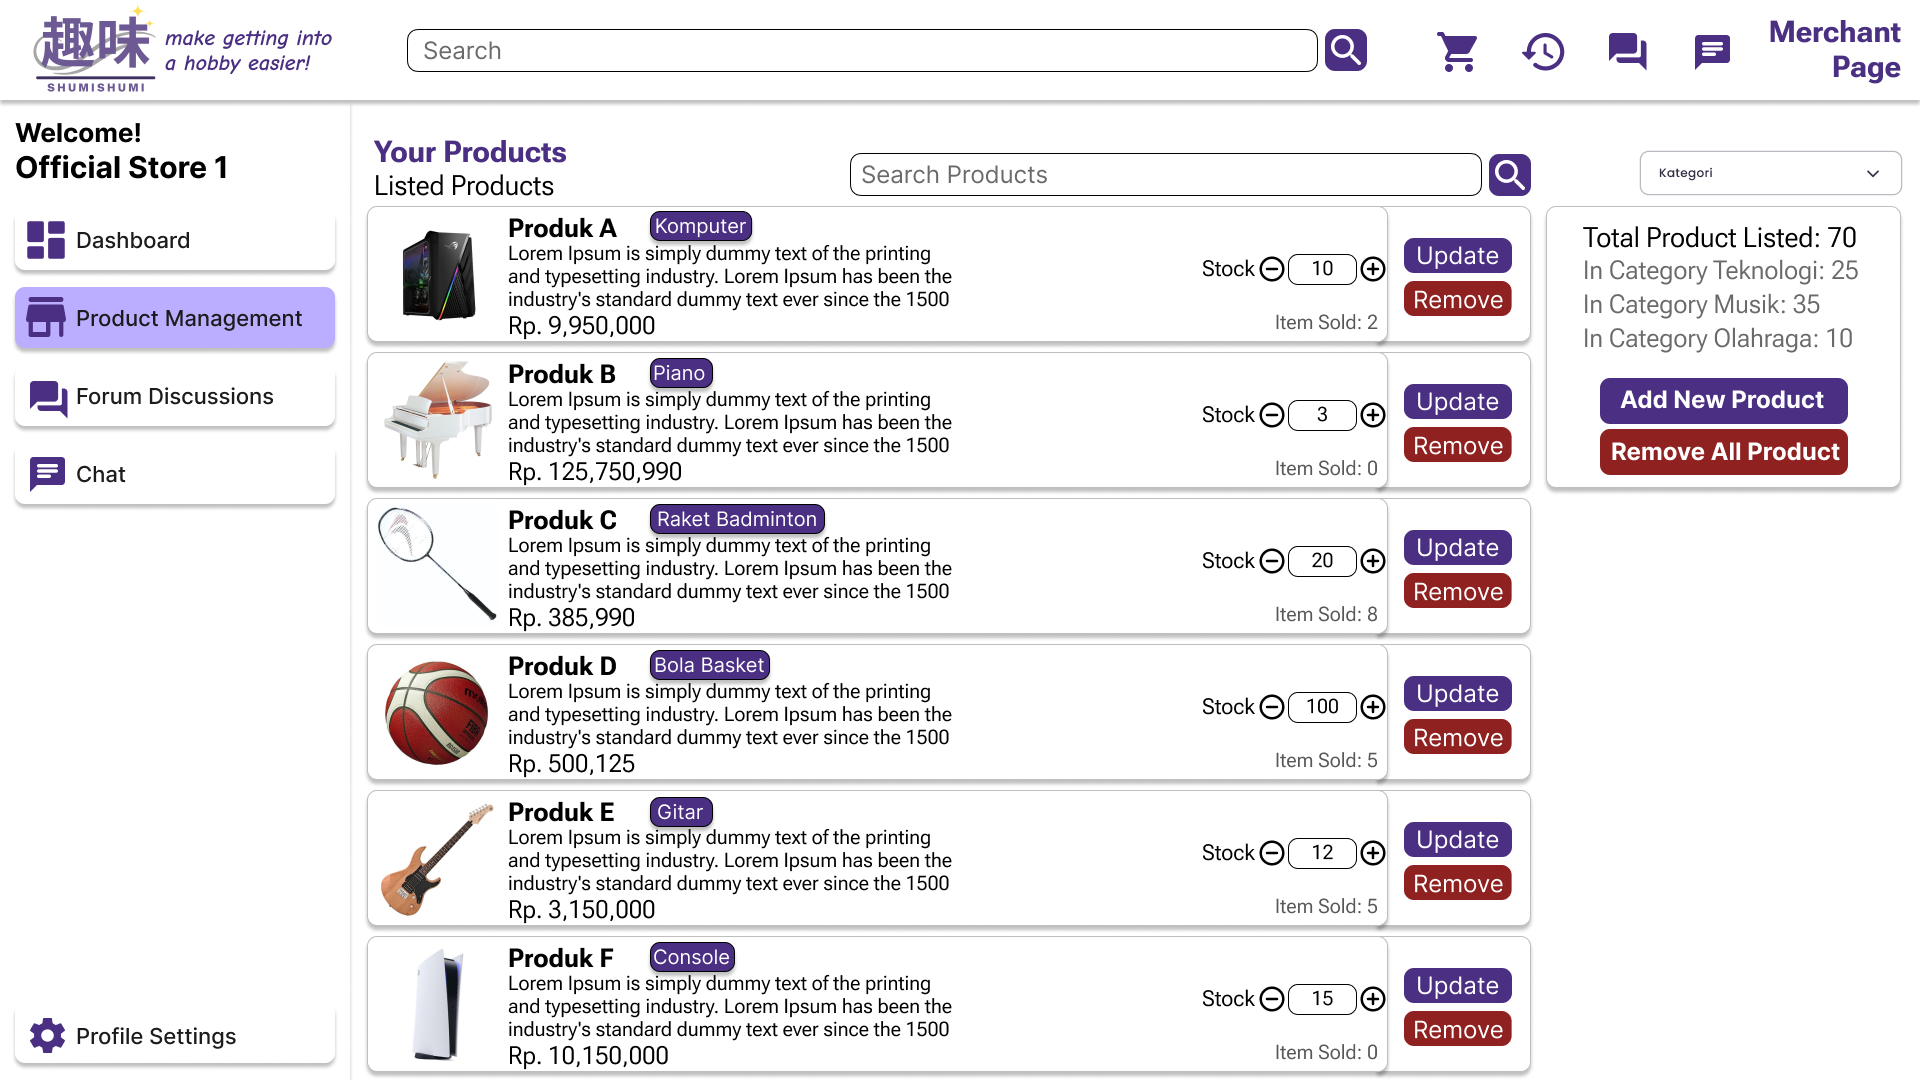 趣味
SHUMISHUMI
make getting into
a hobby easier!
Search
Merchant
Page
Welcome!
Official Store 1
Dashboard
Product Management
Forum Discussions
Chat
Profile Settings
Your Products
Listed Products
Search Products
Kategori
Produk A Komputer
Lorem Ipsum is simply dummy text of the printing
and typesetting industry. Lorem Ipsum has been the
industry's standard dummy text ever since the 1500
Rp. 9,950,000
Stock 10
Item Sold: 2
Update
Remove
Produk B Piano
Lorem Ipsum is simply dummy text of the printing
and typesetting industry. Lorem Ipsum has been the
industry's standard dummy text ever since the 1500
Rp. 125,750,990
Stock 3
Item Sold: 0
Update
Remove
Produk C Raket Badminton
Lorem Ipsum is simply dummy text of the printing
and typesetting industry. Lorem Ipsum has been the
industry's standard dummy text ever since the 1500
Rp. 385,990
Stock 20
Item Sold: 8
Update
Remove
Produk D Bola Basket
Lorem Ipsum is simply dummy text of the printing
and typesetting industry. Lorem Ipsum has been the
industry's standard dummy text ever since the 1500
Rp. 500,125
Stock 100
Item Sold: 5
Update
Remove
Produk E Gitar
Lorem Ipsum is simply dummy text of the printing
and typesetting industry. Lorem Ipsum has been the
industry's standard dummy text ever since the 1500
Rp. 3,150,000
Stock 12
Item Sold: 5
Update
Remove
Produk F Console
Lorem Ipsum is simply dummy text of the printing
and typesetting industry. Lorem Ipsum has been the
industry's standard dummy text ever since the 1500
Rp. 10,150,000
Stock 15
Item Sold: 0
Update
Remove
Total Product Listed: 70
In Category Teknologi: 25
In Category Musik: 35
In Category Olahraga: 10
Add New Product
Remove All Product